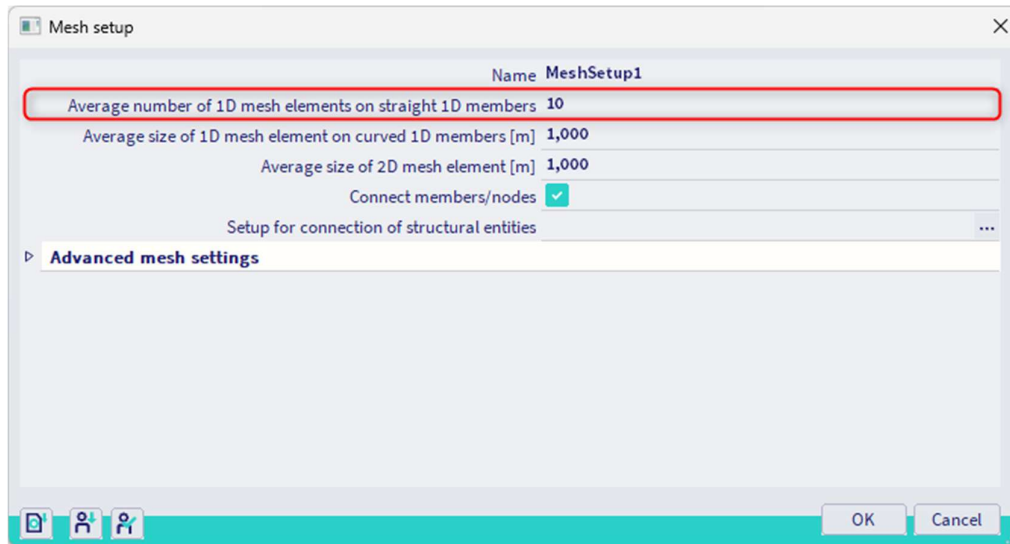 Mesh setup
Name MeshSetup1
Average number of 1D mesh elements on straight 1D members 10
Average size of 1D mesh element on curved 1D members [m] 1,000
Average size of 2D mesh element [m] 1,000
Connect members/nodes
Setup for connection of structural entities ...
Advanced mesh settings
OK Cancel